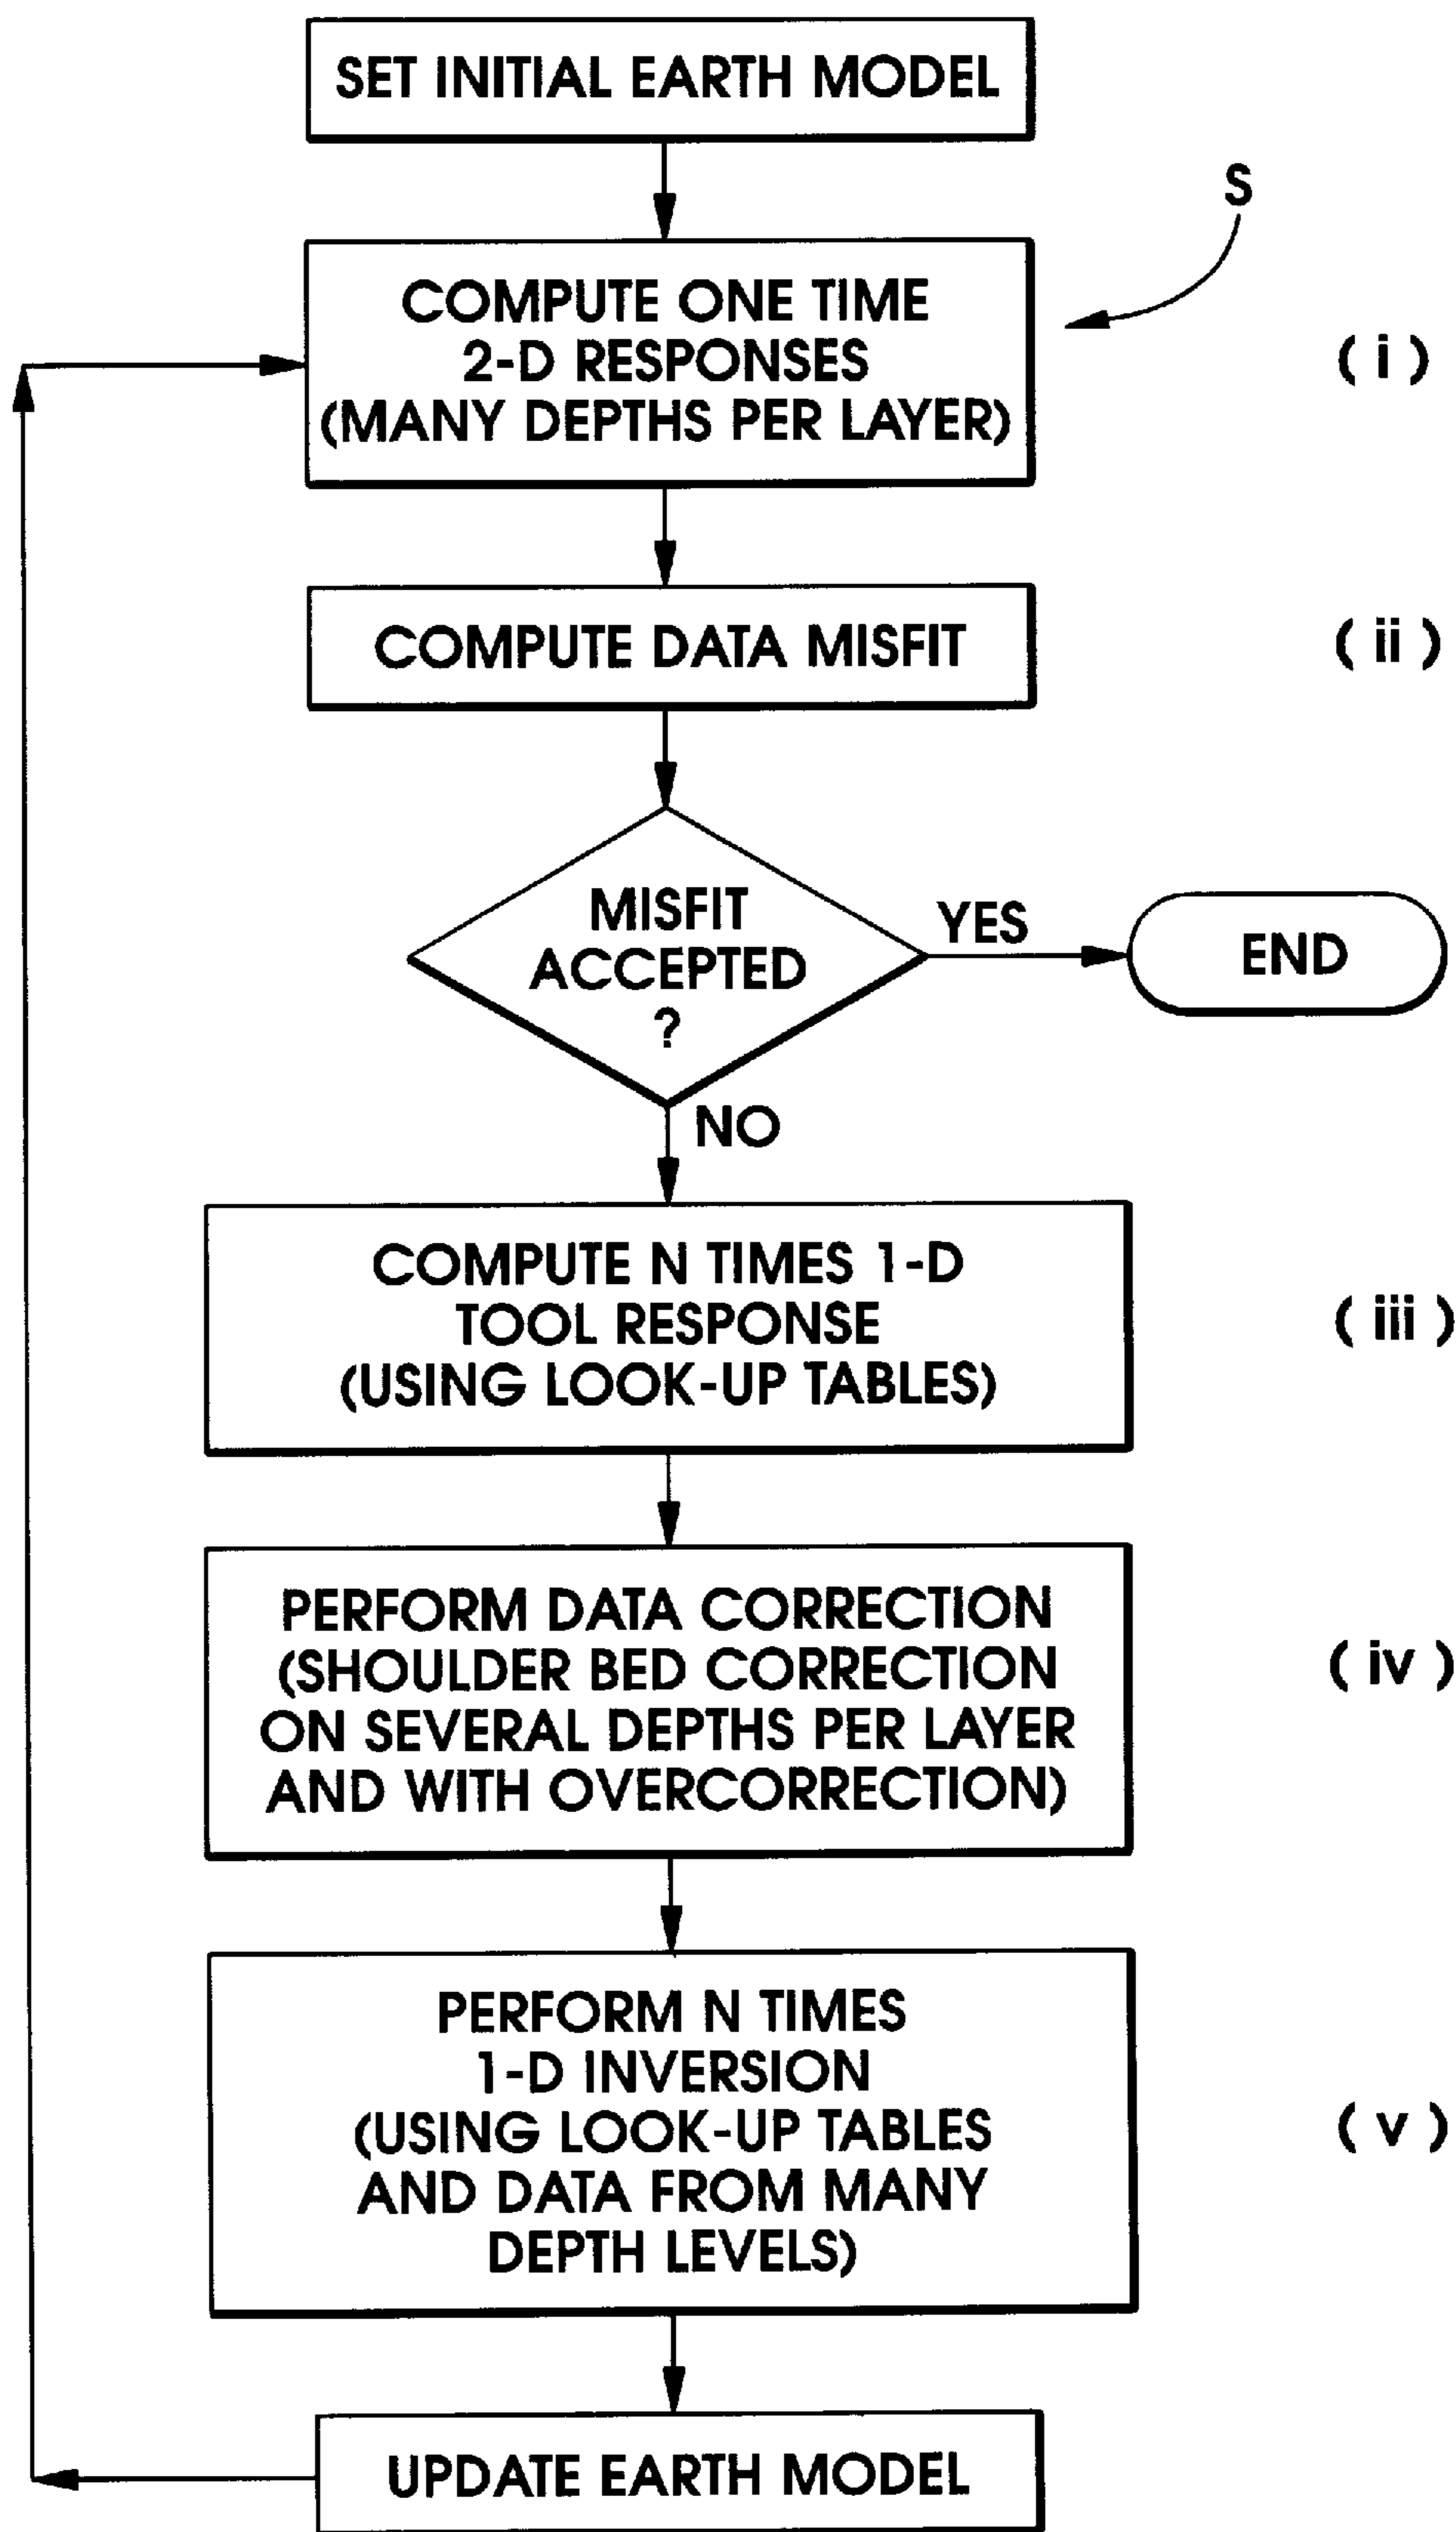 SET INITIAL EARTH MODEL
S
COMPUTE ONE TIME
2-D RESPONSES
(MANY DEPTHS PER LAYER)
( i )
COMPUTE DATA MISFIT
( ii )
MISFIT
ACCEPTED
?
YES
END
NO
COMPUTE N TIMES 1-D
TOOL RESPONSE
(USING LOOK-UP TABLES)
( iii )
PERFORM DATA CORRECTION
(SHOULDER BED CORRECTION
ON SEVERAL DEPTHS PER LAYER
AND WITH OVERCORRECTION)
( iv )
PERFORM N TIMES
1-D INVERSION
(USING LOOK-UP TABLES
AND DATA FROM MANY
DEPTH LEVELS)
( v )
UPDATE EARTH MODEL